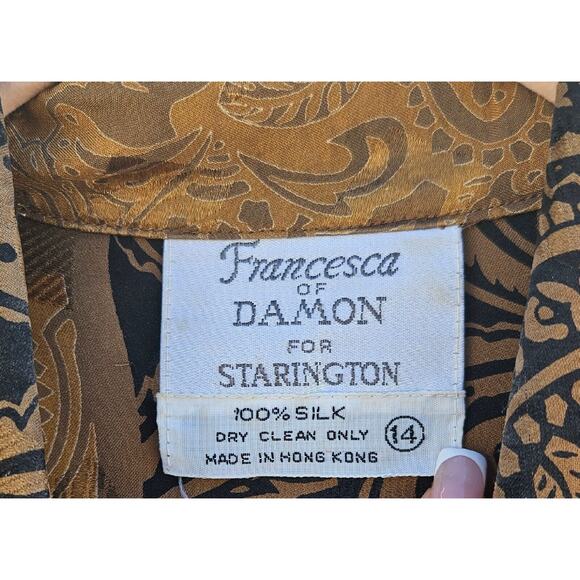 Francesca
OF
DAMON
FOR
STARINGTON
100% SILK
DRY CLEAN ONLY 14
MADE IN HONG KONG